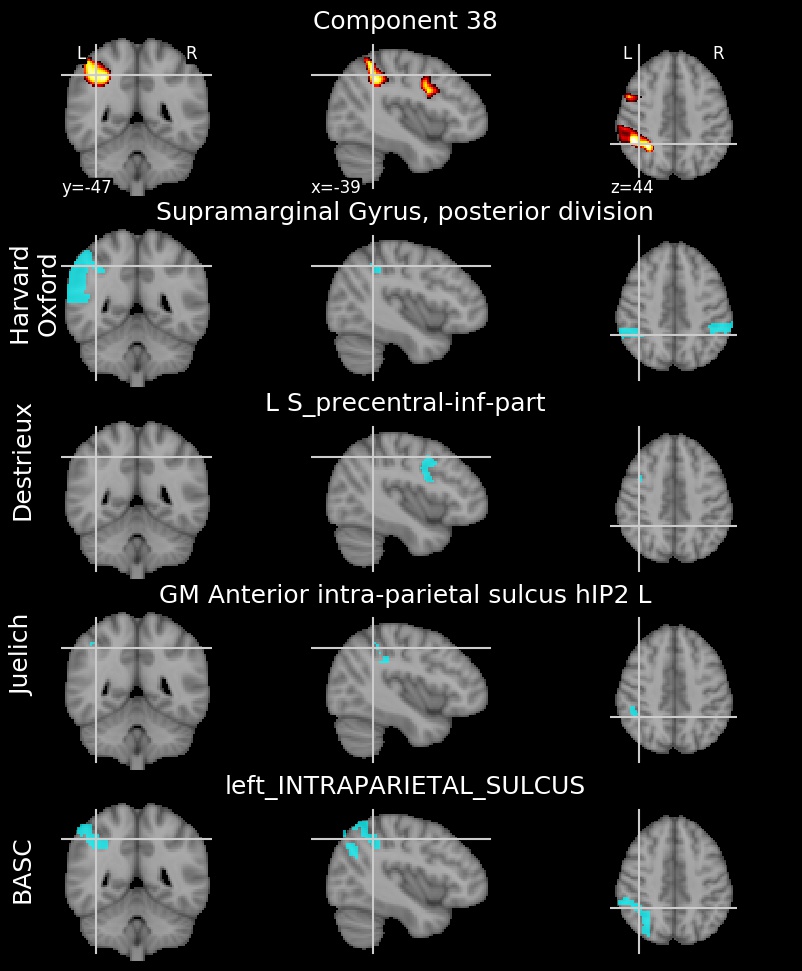 Component 38
L
R
L
R
y=-47
x=-39
z=44
Supramarginal Gyrus, posterior division
Harvard
Oxford
L S_precentral-inf-part
Destrieux
GM Anterior intra-parietal sulcus hIP2 L
Juelich
left_INTRAPARIETAL_SULCUS
BASC